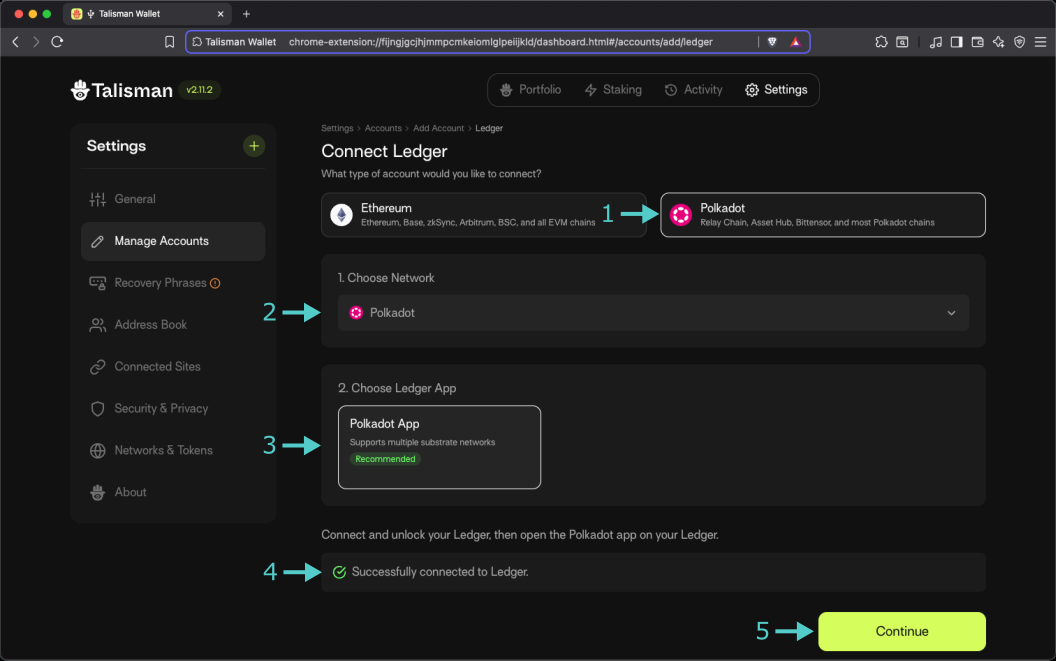 Talisman Wallet
Talisman Wallet chrome-extension://fijngjgcjhjmmpcmkeiomlglpeiijkld/dashboard.html#/accounts/add/ledger
Talisman v2.11.2
Portfolio Staking Activity Settings
Settings
General
Manage Accounts
Recovery Phrases
Address Book
Connected Sites
Security & Privacy
Networks & Tokens
About
Settings > Accounts > Add Account > Ledger
Connect Ledger
What type of account would you like to connect?
Ethereum
Ethereum, Base, zkSync, Arbitrum, BSC, and all EVM chains
1
Polkadot
Relay Chain, Asset Hub, Bittensor, and most Polkadot chains
1. Choose Network
2
Polkadot
2. Choose Ledger App
3
Polkadot App
Supports multiple substrate networks
Recommended
Connect and unlock your Ledger, then open the Polkadot app on your Ledger.
4
Successfully connected to Ledger.
5
Continue